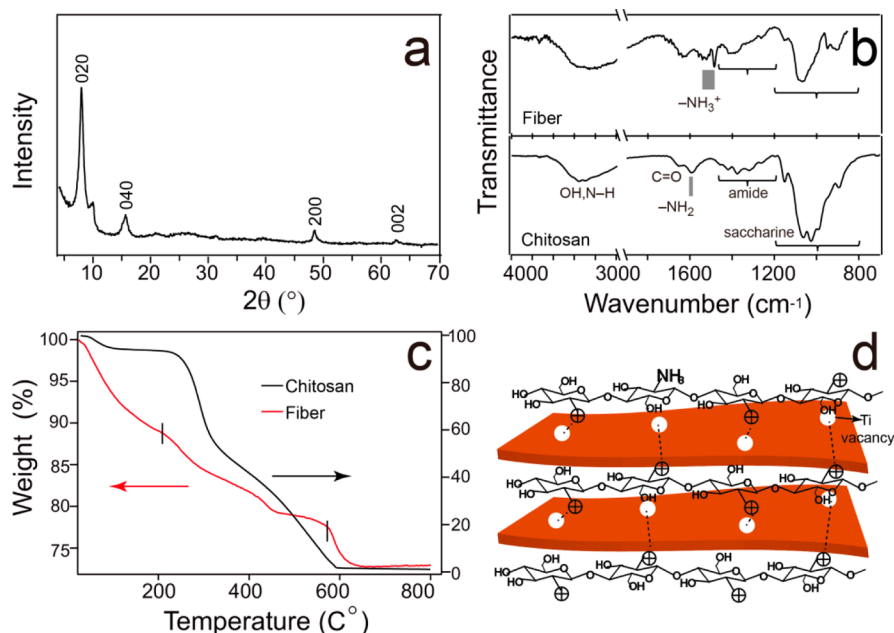 a
020
040
200
002
Intensity
10 20 30 40 50 60 70
2θ (°)
b
–NH₃⁺
Fiber
Transmittance
OH,N–H
C=O
–NH₂
amide
saccharine
Chitosan
4000 3000 1600 1200 800
Wavenumber (cm-1)
c
100
95
90
85
80
75
Weight (%)
100
80
60
40
20
0
Chitosan
Fiber
200 400 600 800
Temperature (C°)
d
NH₃
OH
HO
O
Ti
vacancy